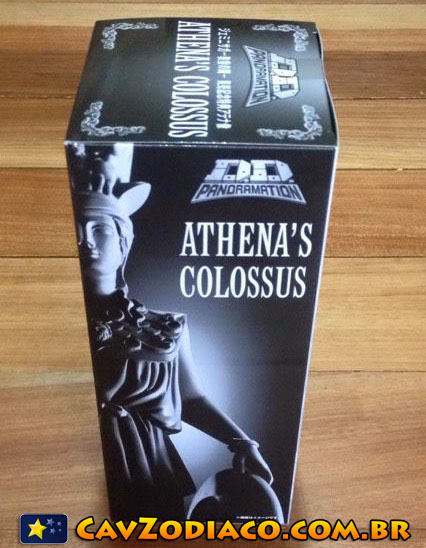 D.D.
PANORAMATION
ATHENA'S COLOSSUS
D.D.
PANORAMATION
ATHENA'S
COLOSSUS
CAVZODIACO.COM.BR